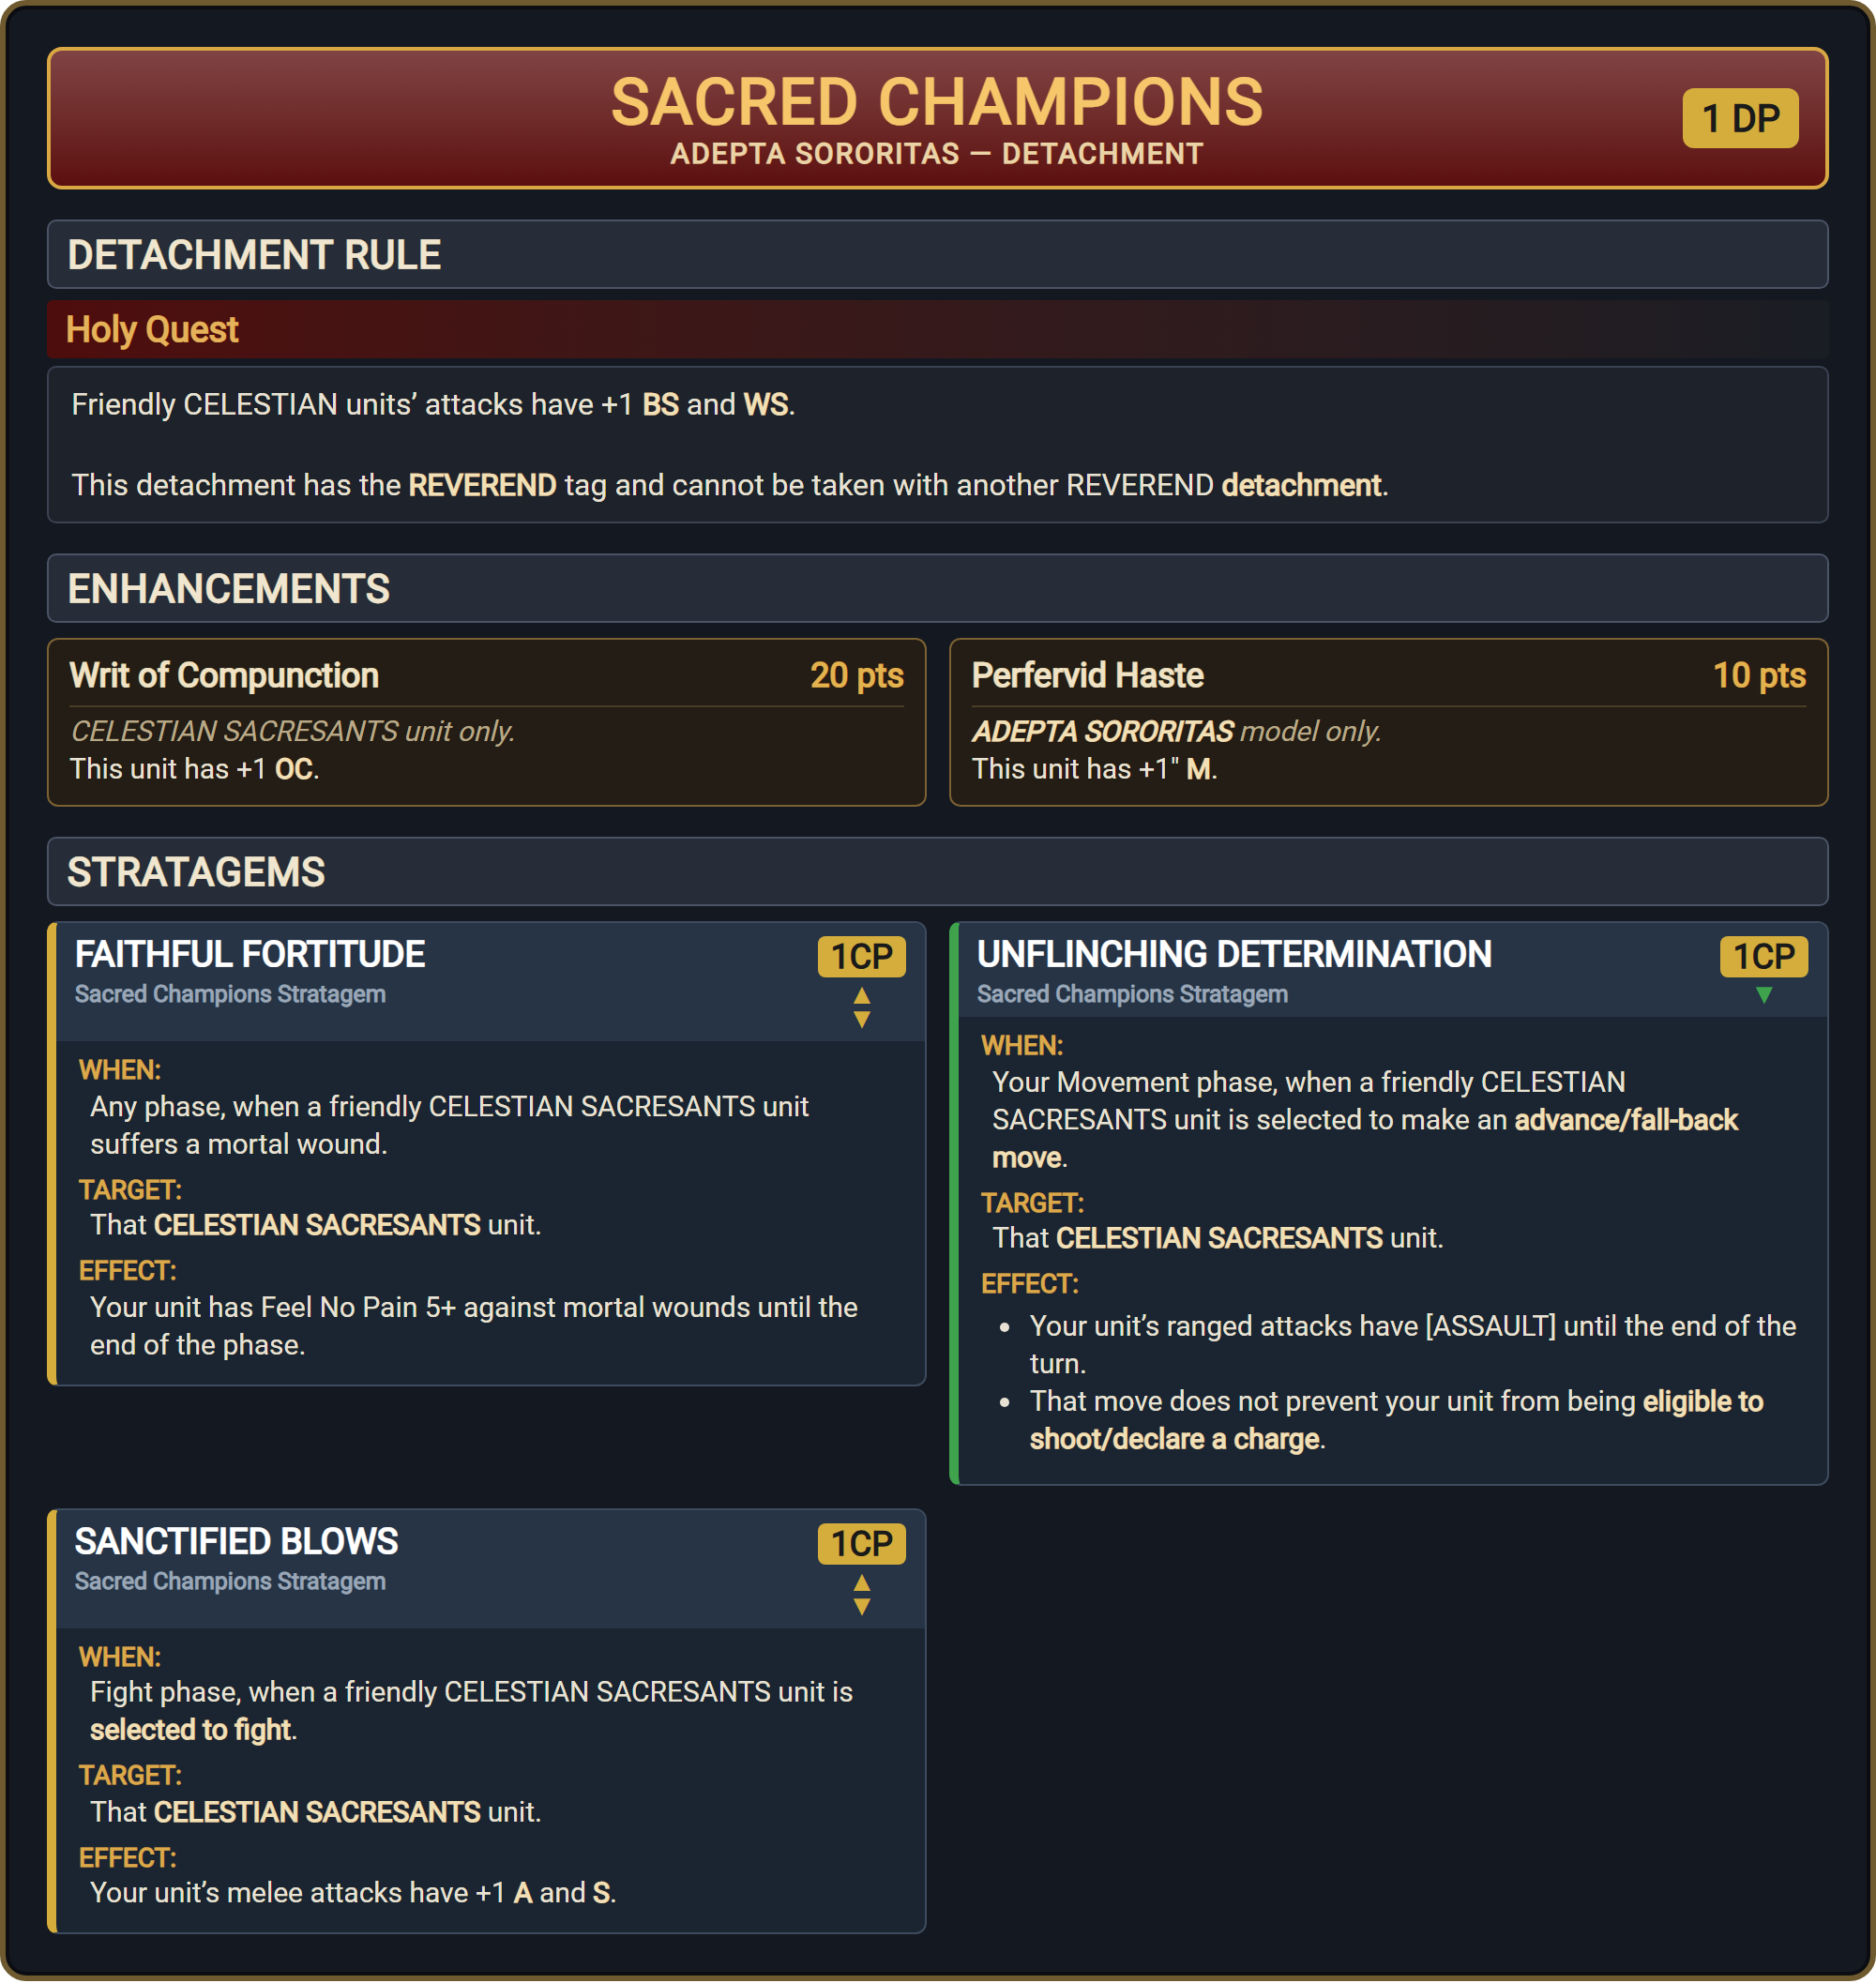 SACRED CHAMPIONS
ADEPTA SORORITAS — DETACHMENT
1 DP
DETACHMENT RULE
Holy Quest
Friendly CELESTIAN units’ attacks have +1 BS and WS.
This detachment has the REVEREND tag and cannot be taken with another REVEREND detachment.
ENHANCEMENTS
Writ of Compunction
20 pts
CELESTIAN SACRESANTS unit only.
This unit has +1 OC.
Perfervid Haste
10 pts
ADEPTA SORORITAS model only.
This unit has +1" M.
STRATAGEMS
FAITHFUL FORTITUDE
1CP
Sacred Champions Stratagem
WHEN:
Any phase, when a friendly CELESTIAN SACRESANTS unit
suffers a mortal wound.
TARGET:
That CELESTIAN SACRESANTS unit.
EFFECT:
Your unit has Feel No Pain 5+ against mortal wounds until the
end of the phase.
UNFLINCHING DETERMINATION
1CP
Sacred Champions Stratagem
WHEN:
Your Movement phase, when a friendly CELESTIAN
SACRESANTS unit is selected to make an advance/fall-back
move.
TARGET:
That CELESTIAN SACRESANTS unit.
EFFECT:
• Your unit’s ranged attacks have [ASSAULT] until the end of the
turn.
• That move does not prevent your unit from being eligible to
shoot/declare a charge.
SANCTIFIED BLOWS
1CP
Sacred Champions Stratagem
WHEN:
Fight phase, when a friendly CELESTIAN SACRESANTS unit is
selected to fight.
TARGET:
That CELESTIAN SACRESANTS unit.
EFFECT:
Your unit’s melee attacks have +1 A and S.